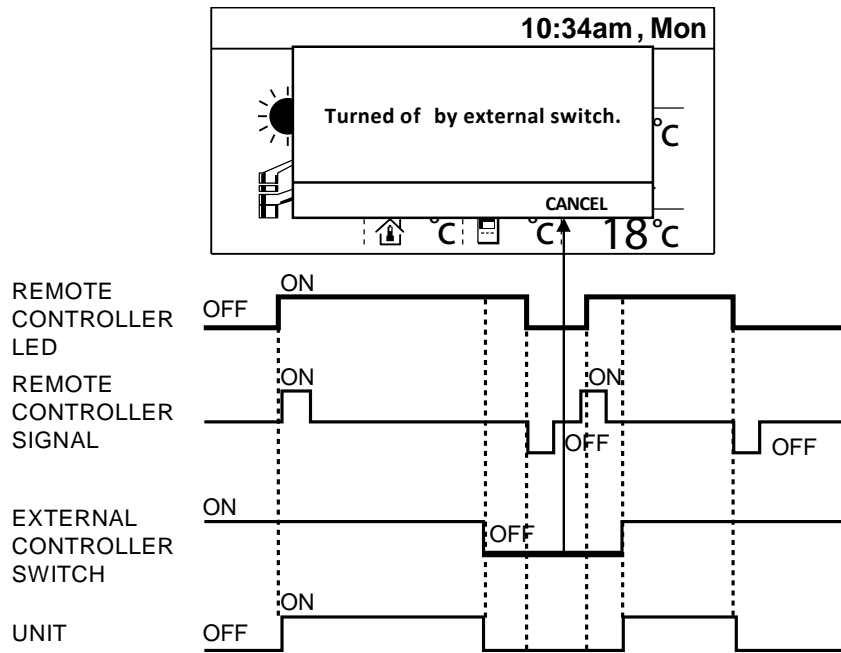 10:34am , Mon
Turned of by external switch.
°C
CANCEL
°C
°C
18°C
REMOTE
CONTROLLER
LED
OFF
ON
REMOTE
CONTROLLER
SIGNAL
ON
ON
OFF
OFF
EXTERNAL
CONTROLLER
SWITCH
ON
OFF
UNIT
OFF
ON